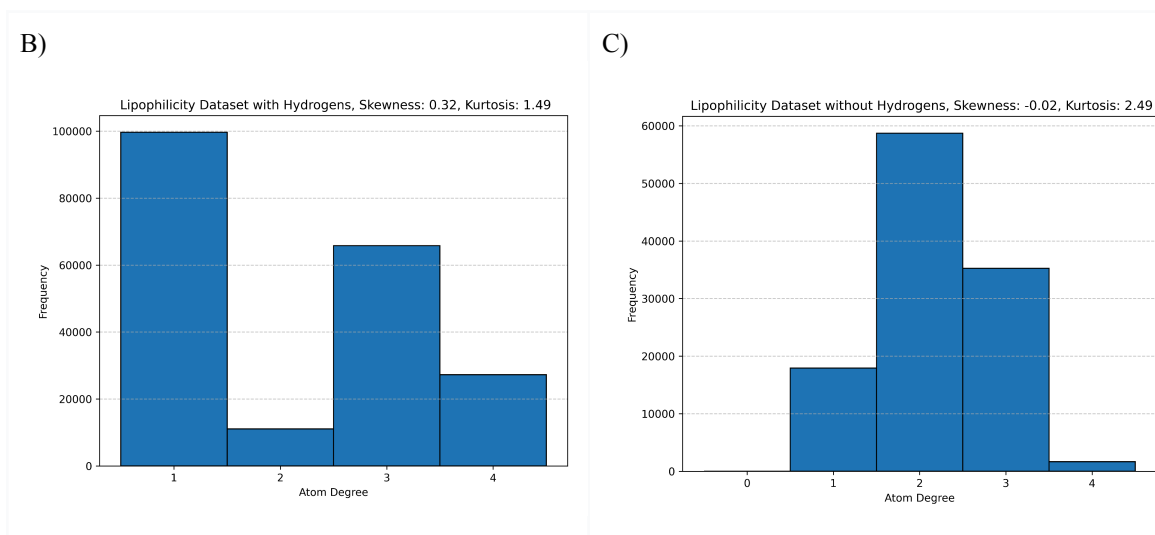 B)
C)
Lipophilicity Dataset with Hydrogens, Skewness: 0.32, Kurtosis: 1.49
100000
80000
60000
40000
20000
0
Frequency
1 2 3 4
Atom Degree
Lipophilicity Dataset without Hydrogens, Skewness: -0.02, Kurtosis: 2.49
60000
50000
40000
30000
20000
10000
0
Frequency
0 1 2 3 4
Atom Degree